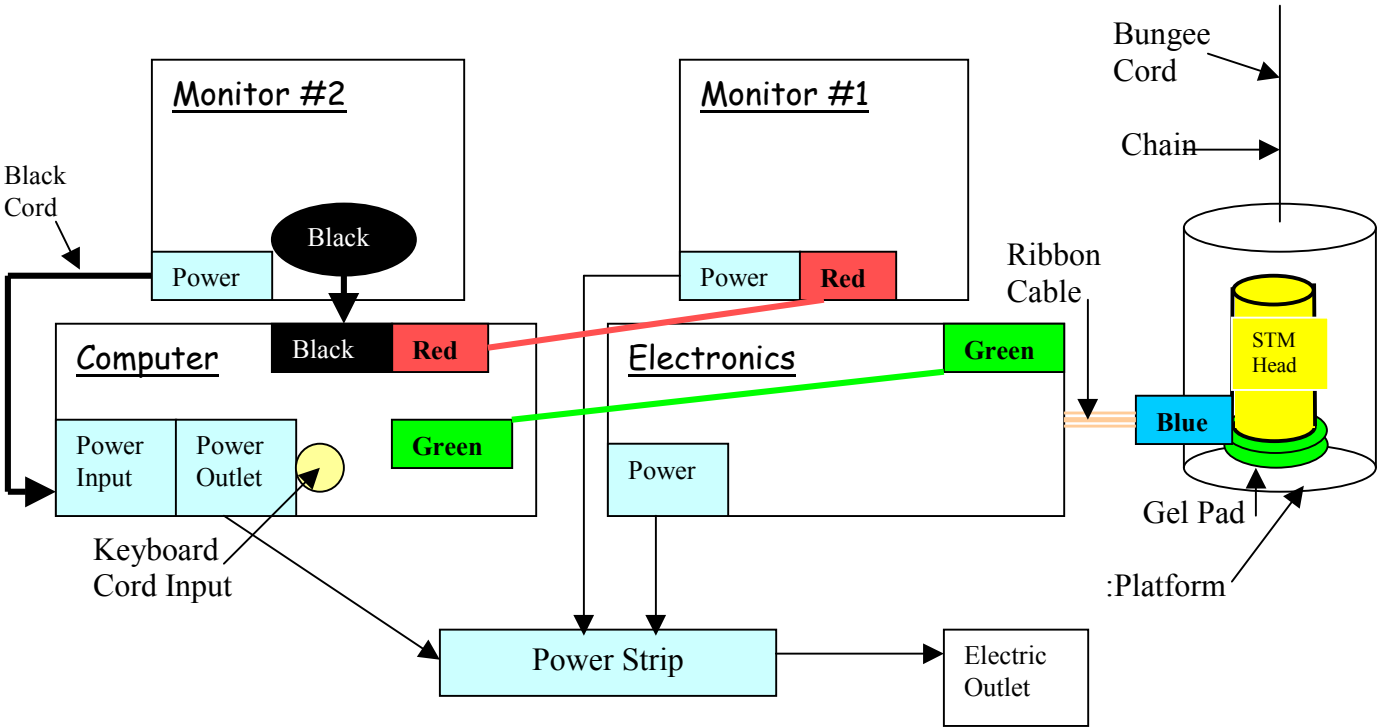 Bungee
Cord
Monitor #2
Monitor #1
Chain
Black
Cord
Black
Power
Power
Red
Ribbon
Cable
Computer
Black
Red
Electronics
Green
STM
Head
Power
Input
Power
Outlet
Green
Power
Blue
Gel Pad
Keyboard
Cord Input
:Platform
Power Strip
Electric
Outlet